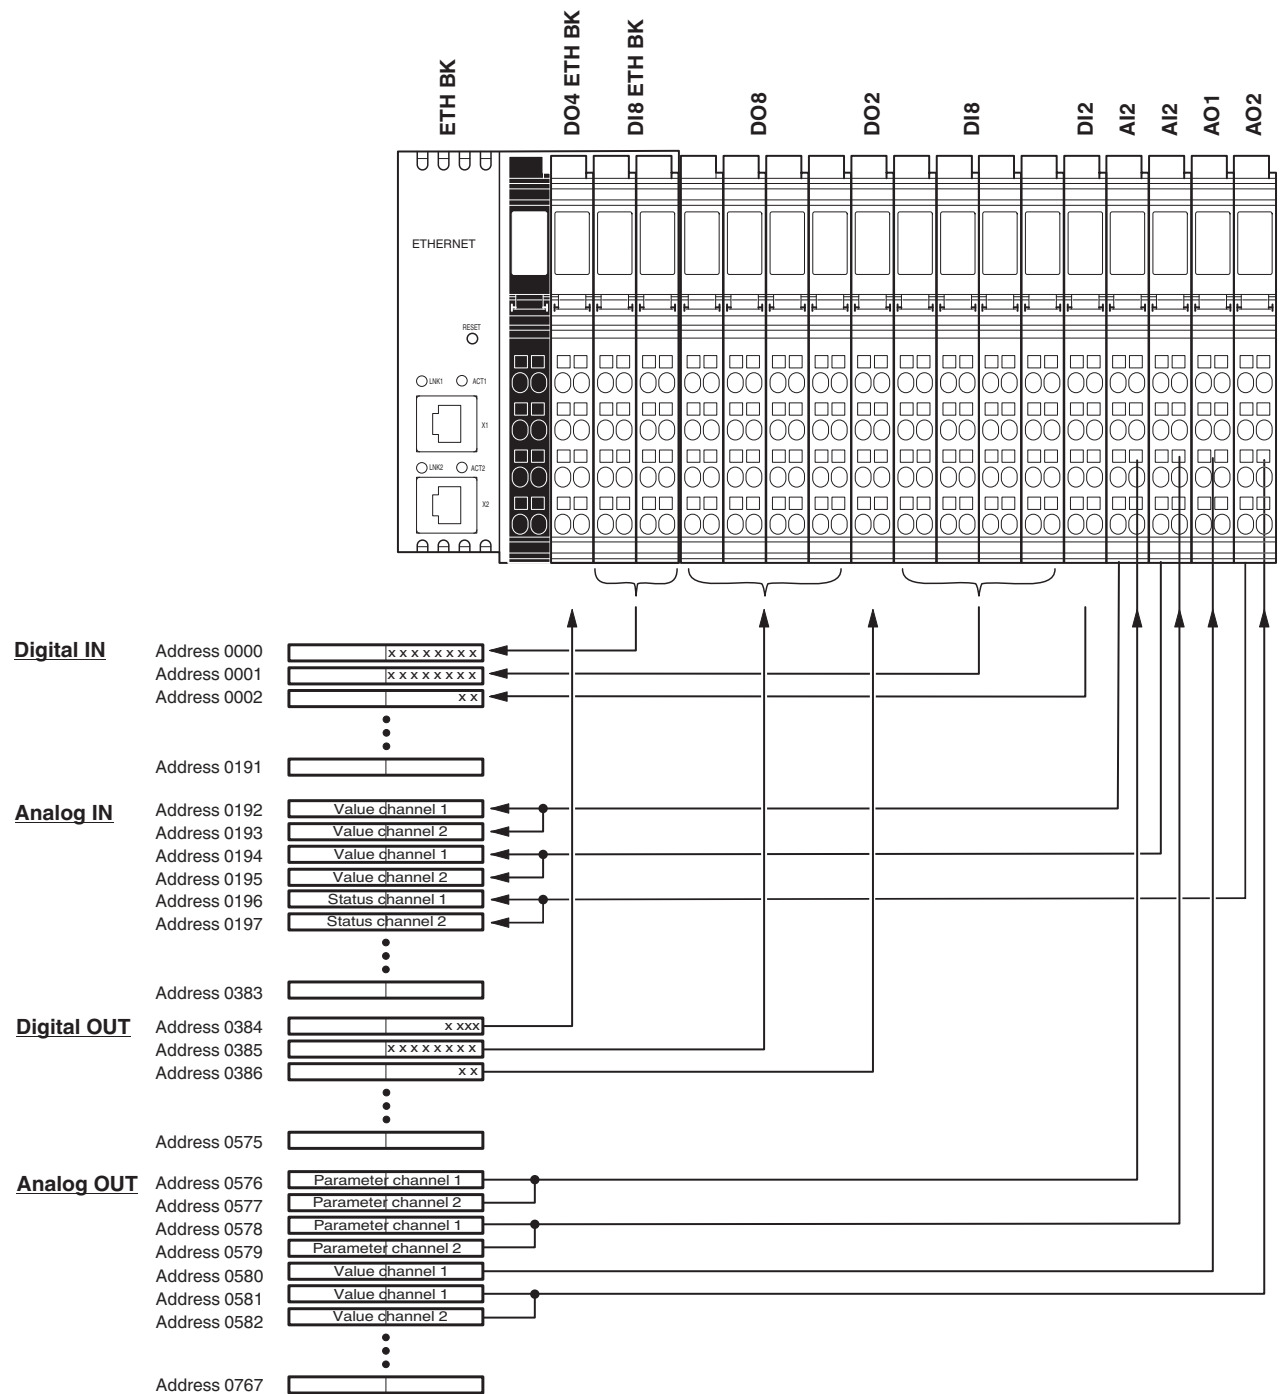 ETH BK
DO4 ETH BK
DI8 ETH BK
DO8
DO2
DI8
DI2
AI2
AI2
AO1
AO2
ETHERNET
RESET
LNK1 ACT1
X1
LNK2 ACT2
X2
Digital IN
Address 0000 x x x x x x x x
Address 0001 x x x x x x x x
Address 0002 x x
Address 0191
Analog IN
Address 0192 Value channel 1
Address 0193 Value channel 2
Address 0194 Value channel 1
Address 0195 Value channel 2
Address 0196 Status channel 1
Address 0197 Status channel 2
Address 0383
Digital OUT
Address 0384 x xxx
Address 0385 x x x x x x x x
Address 0386 x x
Address 0575
Analog OUT
Address 0576 Parameter channel 1
Address 0577 Parameter channel 2
Address 0578 Parameter channel 1
Address 0579 Parameter channel 2
Address 0580 Value channel 1
Address 0581 Value channel 1
Address 0582 Value channel 2
Address 0767